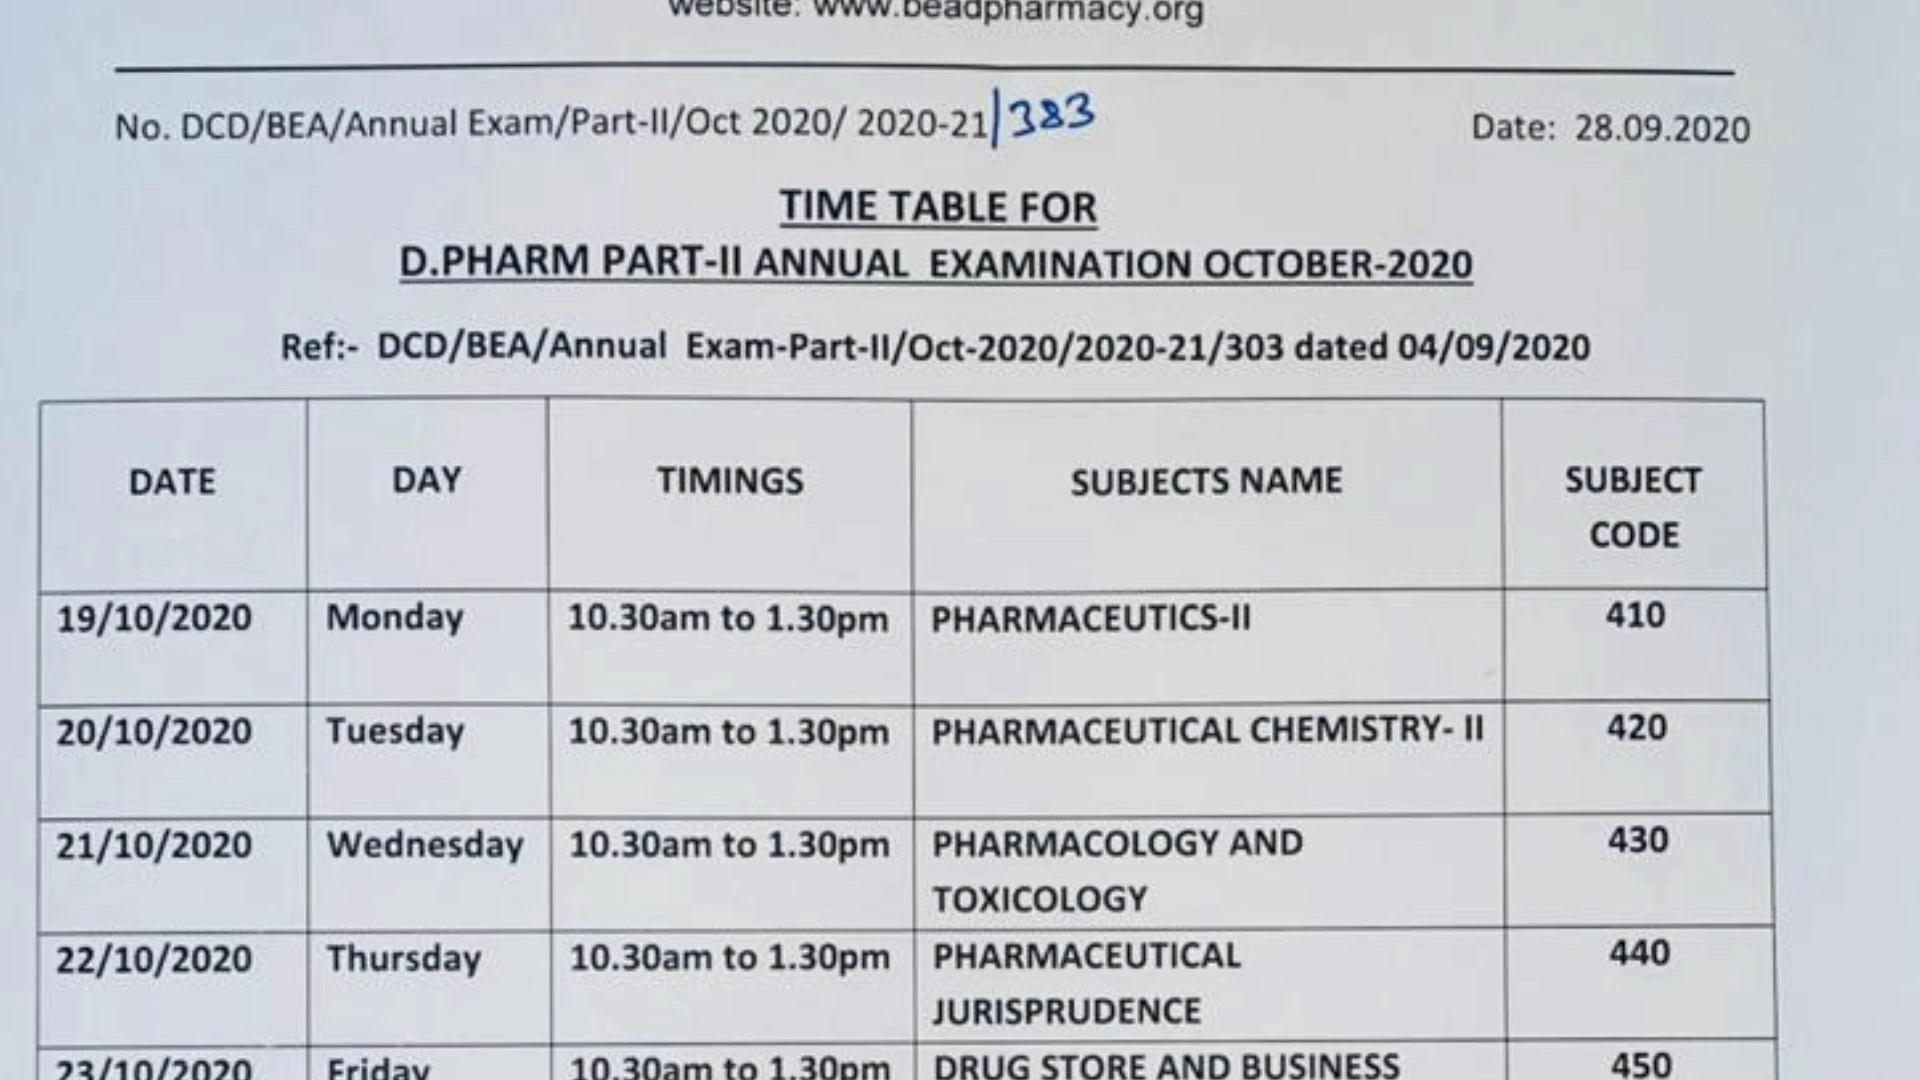 website: www.beadpharmacy.org
No. DCD/BEA/Annual Exam/Part-II/Oct 2020/ 2020-21/383
Date: 28.09.2020
TIME TABLE FOR
D.PHARM PART-II ANNUAL EXAMINATION OCTOBER-2020
Ref:- DCD/BEA/Annual Exam-Part-II/Oct-2020/2020-21/303 dated 04/09/2020
DATE DAY TIMINGS SUBJECTS NAME SUBJECT
CODE
19/10/2020 Monday 10.30am to 1.30pm PHARMACEUTICS-II 410
20/10/2020 Tuesday 10.30am to 1.30pm PHARMACEUTICAL CHEMISTRY- II 420
21/10/2020 Wednesday 10.30am to 1.30pm PHARMACOLOGY AND 430
TOXICOLOGY
22/10/2020 Thursday 10.30am to 1.30pm PHARMACEUTICAL 440
JURISPRUDENCE
23/10/2020 Friday 10.30am to 1.30pm DRUG STORE AND BUSINESS 450